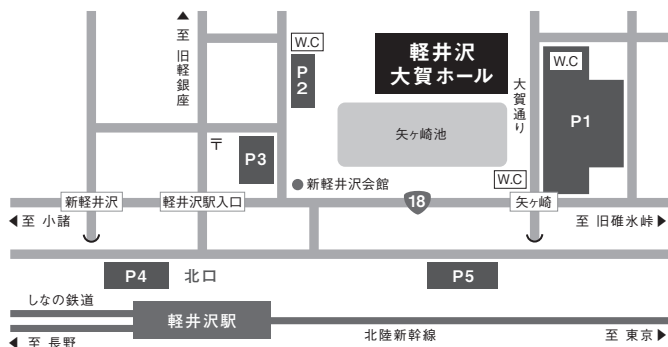 ▲至 旧軽銀座
W.C
P2
軽井沢
大賀ホール
大賀通り
W.C
P1
矢ヶ崎池
〒
P3
●新軽井沢会館
W.C
新軽井沢
軽井沢駅入口
18
矢ヶ崎
◀至 小諸
至 旧碓氷峠▶
P4
北口
P5
しなの鉄道
軽井沢駅
◀至 長野
北陸新幹線
至 東京▶